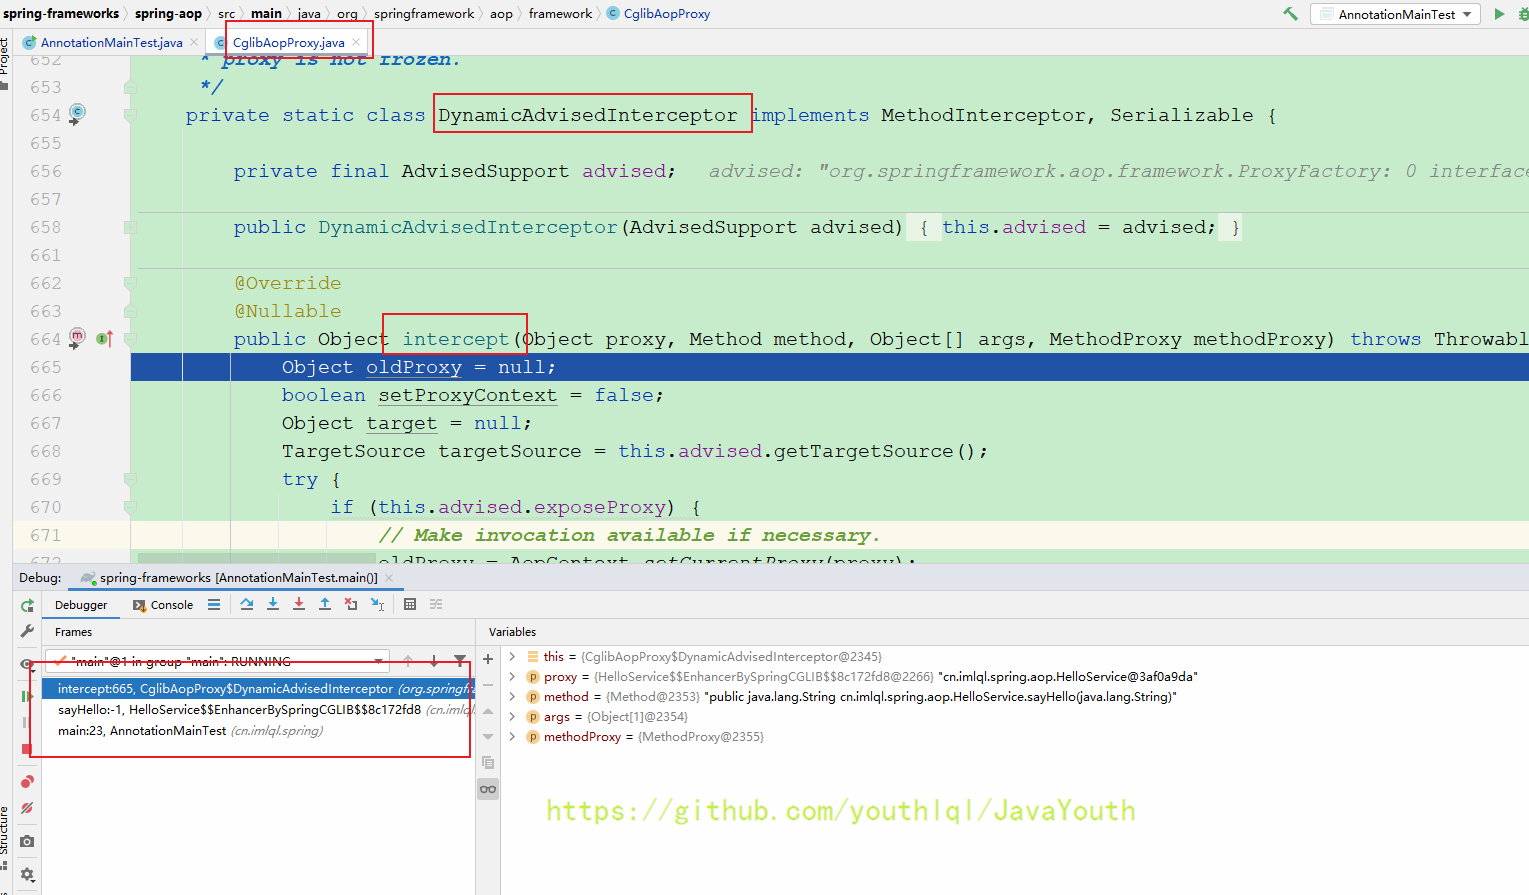 spring-frameworks › spring-aop › src › main › java › org › springframework › aop › framework › CglibAopProxy
AnnotationMainTest
AnnotationMainTest.java × CglibAopProxy.java ×
Project
652 * proxy is not frozen.
653 */
654 private static class DynamicAdvisedInterceptor implements MethodInterceptor, Serializable {
655
656 private final AdvisedSupport advised; advised: "org.springframework.aop.framework.ProxyFactory: 0 interface
657
658 public DynamicAdvisedInterceptor(AdvisedSupport advised) { this.advised = advised; }
661
662 @Override
663 @Nullable
664 public Object intercept(Object proxy, Method method, Object[] args, MethodProxy methodProxy) throws Throwabl
665 Object oldProxy = null;
666 boolean setProxyContext = false;
667 Object target = null;
668 TargetSource targetSource = this.advised.getTargetSource();
669 try {
670 if (this.advised.exposeProxy) {
671 // Make invocation available if necessary.
672 oldProxy = AopContext.setCurrentProxy(proxy);
Debug: spring-frameworks [AnnotationMainTest.main()] ×
Debugger Console
Frames
Variables
"main"@1 in group "main": RUNNING
intercept:665, CglibAopProxy$DynamicAdvisedInterceptor (org.springfra
sayHello:-1, HelloService$$EnhancerBySpringCGLIB$$8c172fd8 (cn.imlql.
main:23, AnnotationMainTest (cn.imlql.spring)
this = {CglibAopProxy$DynamicAdvisedInterceptor@2345}
proxy = {HelloService$$EnhancerBySpringCGLIB$$8c172fd8@2266} "cn.imlql.spring.aop.HelloService@3af0a9da"
method = {Method@2353} "public java.lang.String cn.imlql.spring.aop.HelloService.sayHello(java.lang.String)"
args = {Object[1]@2354}
methodProxy = {MethodProxy@2355}
https://github.com/youthlql/JavaYouth
Structure